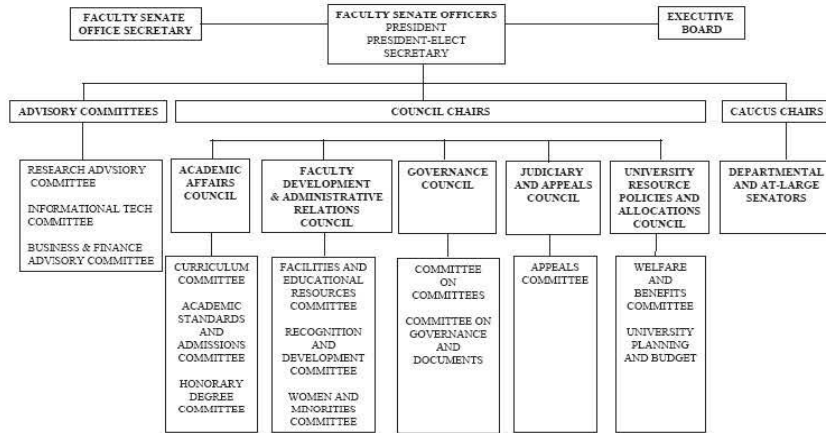 FACULTY SENATE
OFFICE SECRETARY
FACULTY SENATE OFFICERS
PRESIDENT
PRESIDENT-ELECT
SECRETARY
EXECUTIVE
BOARD
ADVISORY COMMITTEES
COUNCIL CHAIRS
CAUCUS CHAIRS
RESEARCH ADVSIORY
COMMITTEE
INFORMATIONAL TECH
COMMITTEE
BUSINESS & FINANCE
ADVISORY COMMITTEE
ACADEMIC
AFFAIRS
COUNCIL
FACULTY
DEVELOPMENT
& ADMINISTRATIVE
RELATIONS
COUNCIL
GOVERNANCE
COUNCIL
JUDICIARY
AND APPEALS
COUNCIL
UNIVERSITY
RESOURCE
POLICIES AND
ALLOCATIONS
COUNCIL
DEPARTMENTAL
AND AT-LARGE
SENATORS
CURRICULUM
COMMITTEE
ACADEMIC
STANDARDS
AND
ADMISSIONS
COMMITTEE
HONORARY
DEGREE
COMMITTEE
FACILITIES AND
EDUCATIONAL
RESOURCES
COMMITTEE
RECOGNITION
AND
DEVELOPMENT
COMMITTEE
WOMEN AND
MINORITIES
COMMITTEE
COMMITTEE
ON
COMMITTEES
COMMITTEE ON
GOVERNANCE
AND
DOCUMENTS
APPEALS
COMMITTEE
WELFARE
AND
BENEFITS
COMMITTEE
UNIVERSITY
PLANNING
AND BUDGET